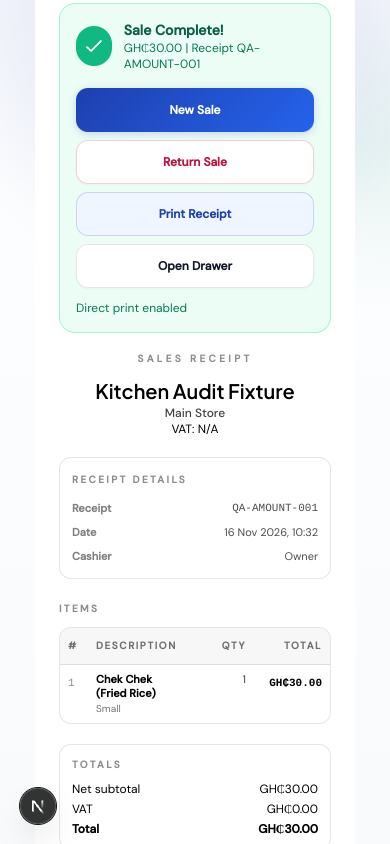 Sale Complete!
GH₵30.00 | Receipt QA-
AMOUNT-001
New Sale
Return Sale
Print Receipt
Open Drawer
Direct print enabled
SALES RECEIPT
Kitchen Audit Fixture
Main Store
VAT: N/A
RECEIPT DETAILS
Receipt QA-AMOUNT-001
Date 16 Nov 2026, 10:32
Cashier Owner
ITEMS
# DESCRIPTION QTY TOTAL
1 Chek Chek 1 GH₵30.00
(Fried Rice)
Small
TOTALS
Net subtotal GH₵30.00
VAT GH₵0.00
Total GH₵30.00
N